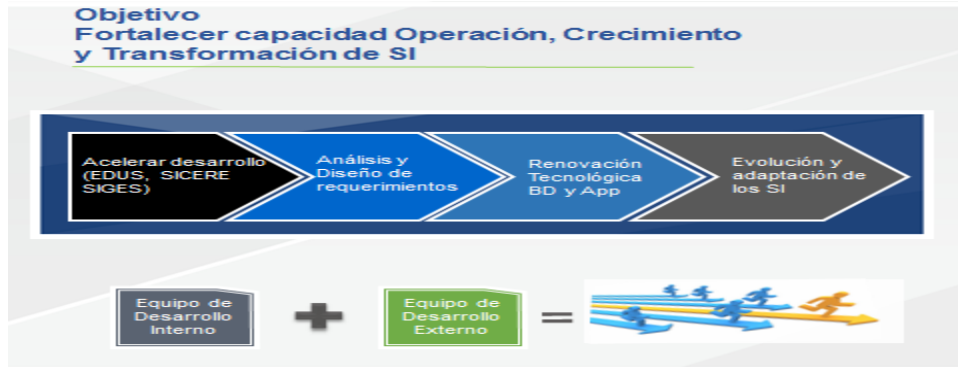 Objetivo
Fortalecer capacidad Operación, Crecimiento
y Transformación de SI
Acelerar desarrollo
(EDUS, SICERE
SIGES)
Análisis y
Diseño de
requerimientos
Renovación
Tecnológica
BD y App
Evolución y
adaptación de
los SI
Equipo de
Desarrollo
Interno
+
Equipo de
Desarrollo
Externo
=